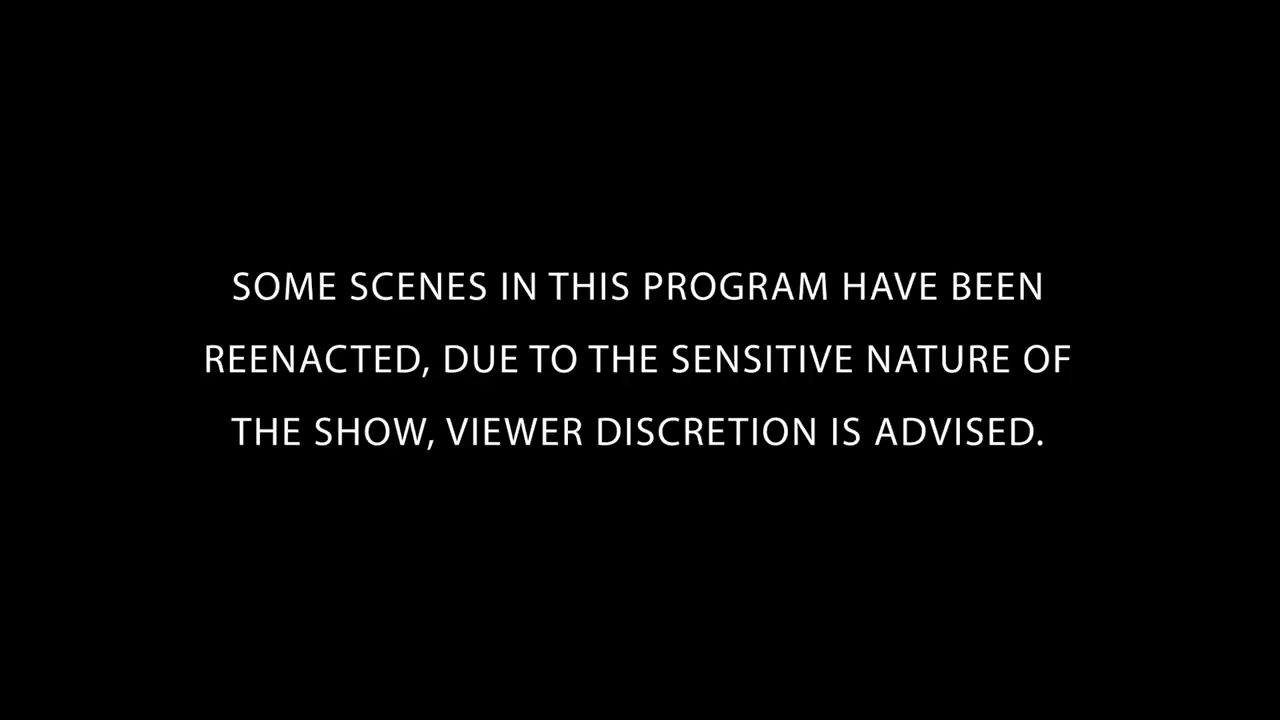 SOME SCENES IN THIS PROGRAM HAVE BEEN
REENACTED, DUE TO THE SENSITIVE NATURE OF
THE SHOW, VIEWER DISCRETION IS ADVISED.